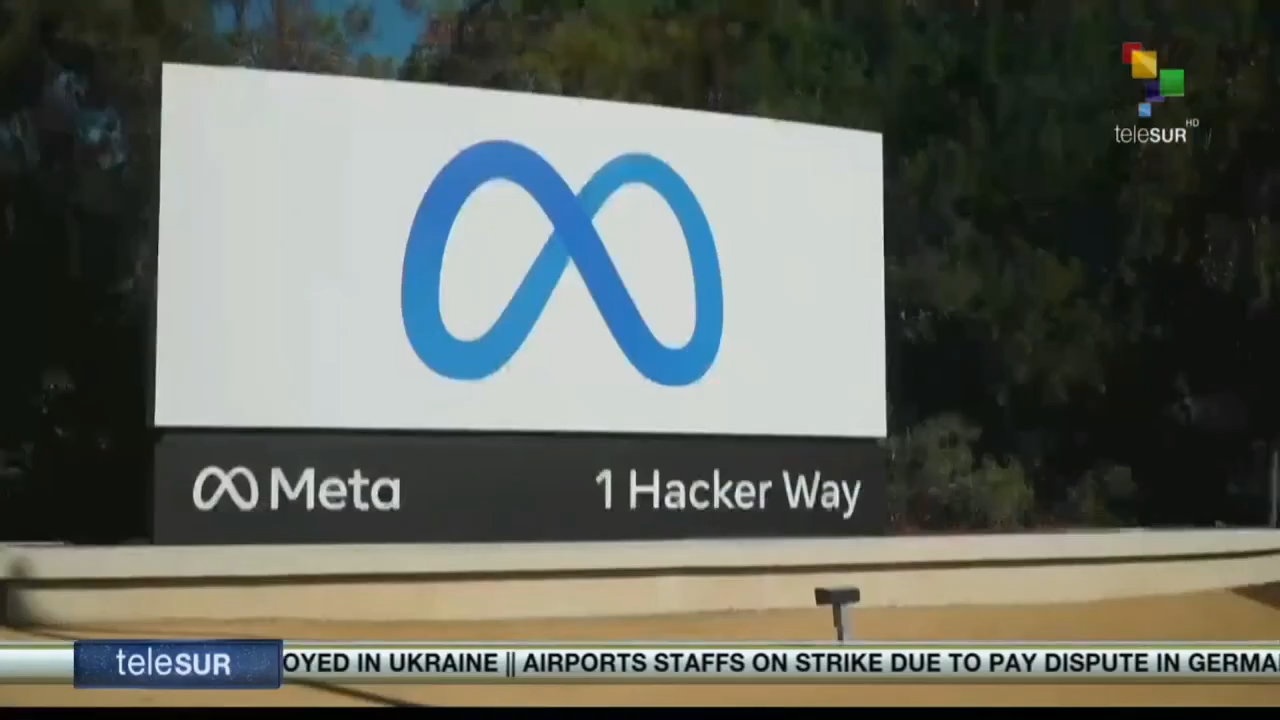 teleSUR HD
Meta
1 Hacker Way
teleSUR
OYED IN UKRAINE || AIRPORTS STAFFS ON STRIKE DUE TO PAY DISPUTE IN GERMA